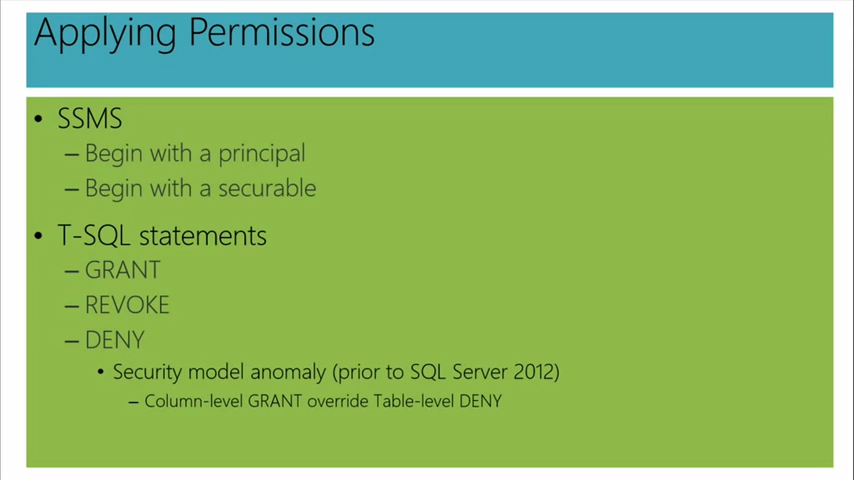 Applying Permissions
• SSMS
– Begin with a principal
– Begin with a securable
• T-SQL statements
– GRANT
– REVOKE
– DENY
• Security model anomaly (prior to SQL Server 2012)
– Column-level GRANT override Table-level DENY